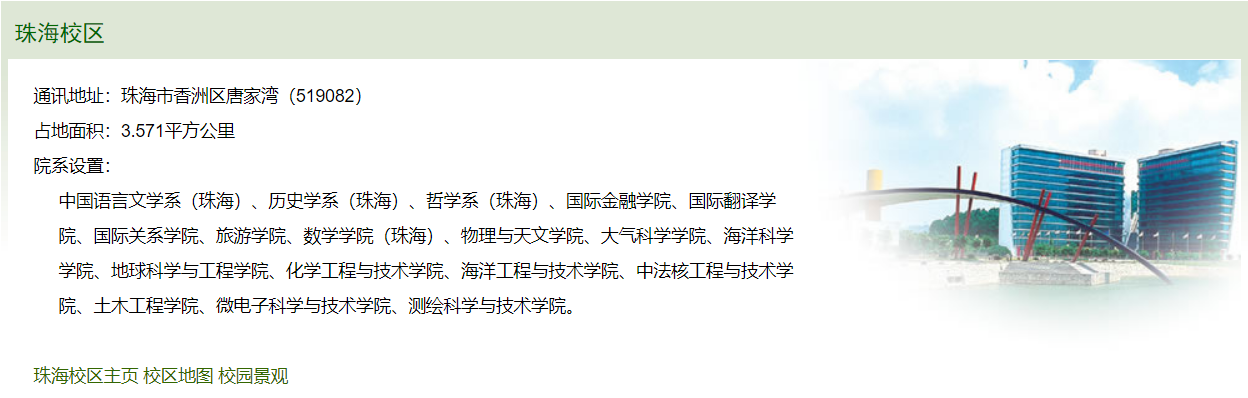 珠海校区
通讯地址：珠海市香洲区唐家湾（519082）
占地面积：3.571平方公里
院系设置：
中国语言文学系（珠海）、历史学系（珠海）、哲学系（珠海）、国际金融学院、国际翻译学
院、国际关系学院、旅游学院、数学学院（珠海）、物理与天文学院、大气科学学院、海洋科学
学院、地球科学与工程学院、化学工程与技术学院、海洋工程与技术学院、中法核工程与技术学
院、土木工程学院、微电子科学与技术学院、测绘科学与技术学院。
珠海校区主页 校区地图 校园景观